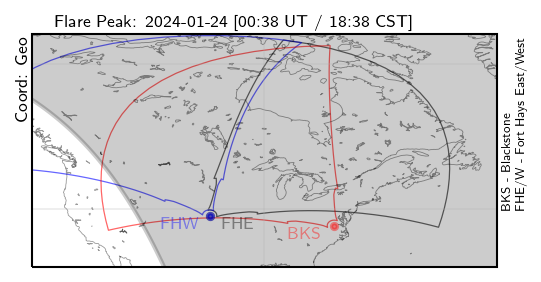 Flare Peak: 2024-01-24 [00:38 UT / 18:38 CST]
Coord: Geo
FHW
FHE
BKS
BKS - Blackstone
FHE/W - Fort Hays East/West